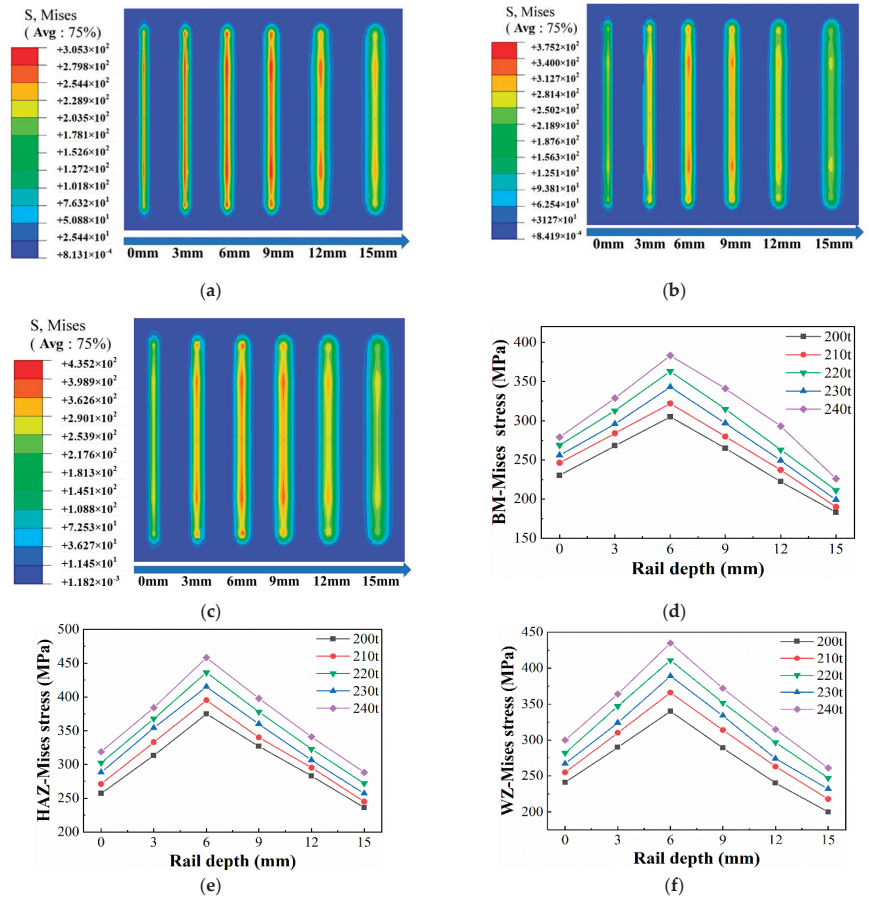 S, Mises
( Avg : 75%)
+3.053×10²
+2.798×10²
+2.544×10²
+2.289×10²
+2.035×10²
+1.781×10²
+1.526×10²
+1.272×10²
+1.018×10²
+7.632×10¹
+5.088×10¹
+2.544×10¹
+8.131×10⁻⁴
0mm 3mm 6mm 9mm 12mm 15mm
(a)
S, Mises
( Avg : 75%)
+3.752×10²
+3.400×10²
+3.127×10²
+2.814×10²
+2.502×10²
+2.189×10²
+1.876×10²
+1.563×10²
+1.251×10²
+9.381×10¹
+6.254×10¹
+3127×10¹
+8.419×10⁻⁴
0mm 3mm 6mm 9mm 12mm 15mm
(b)
S, Mises
( Avg : 75%)
+4.352×10²
+3.989×10²
+3.626×10²
+2.901×10²
+2.539×10²
+2.176×10²
+1.813×10²
+1.451×10²
+1.088×10²
+7.253×10¹
+3.627×10¹
+1.145×10¹
+1.182×10⁻³
0mm 3mm 6mm 9mm 12mm 15mm
(c)
BM-Mises stress (MPa)
400
350
300
250
200
150
200t
210t
220t
230t
240t
0 3 6 9 12 15
Rail depth (mm)
(d)
HAZ-Mises stress (MPa)
500
450
400
350
300
250
200
200t
210t
220t
230t
240t
0 3 6 9 12 15
Rail depth (mm)
(e)
WZ-Mises stress (MPa)
450
400
350
300
250
200
200t
210t
220t
230t
240t
0 3 6 9 12 15
Rail depth (mm)
(f)